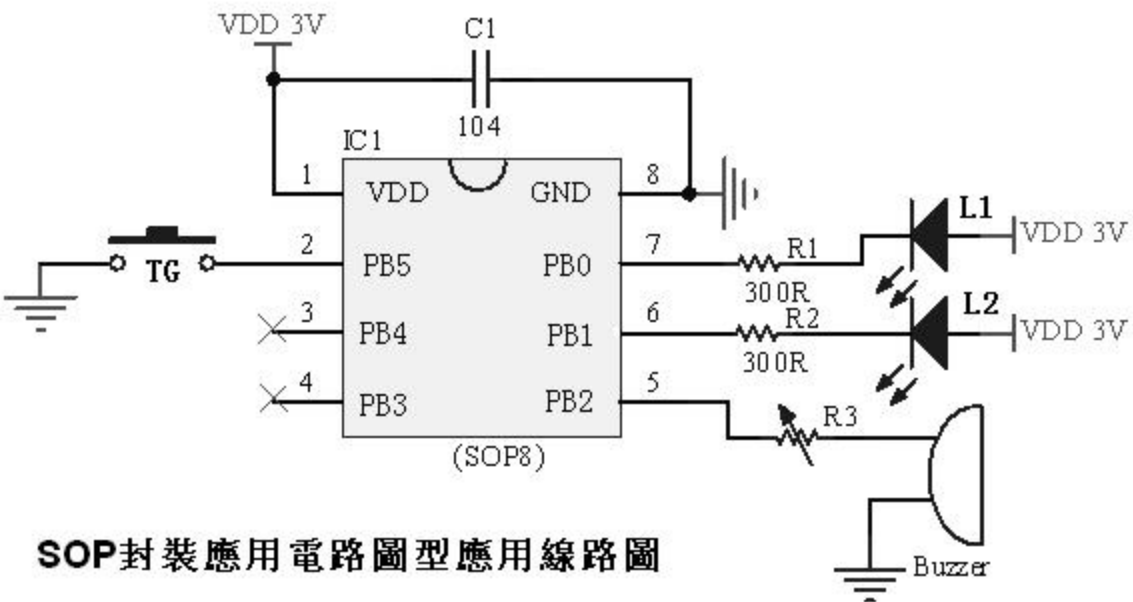 VDD 3V
C1
104
IC1
1
VDD
GND
8
2
PB5
PB0
7
TG
3
PB4
PB1
6
4
PB3
PB2
5
R1
300R
L1
VDD 3V
R2
300R
L2
VDD 3V
R3
(SOP8)
Buzzer
SOP封裝應用電路圖型應用線路圖